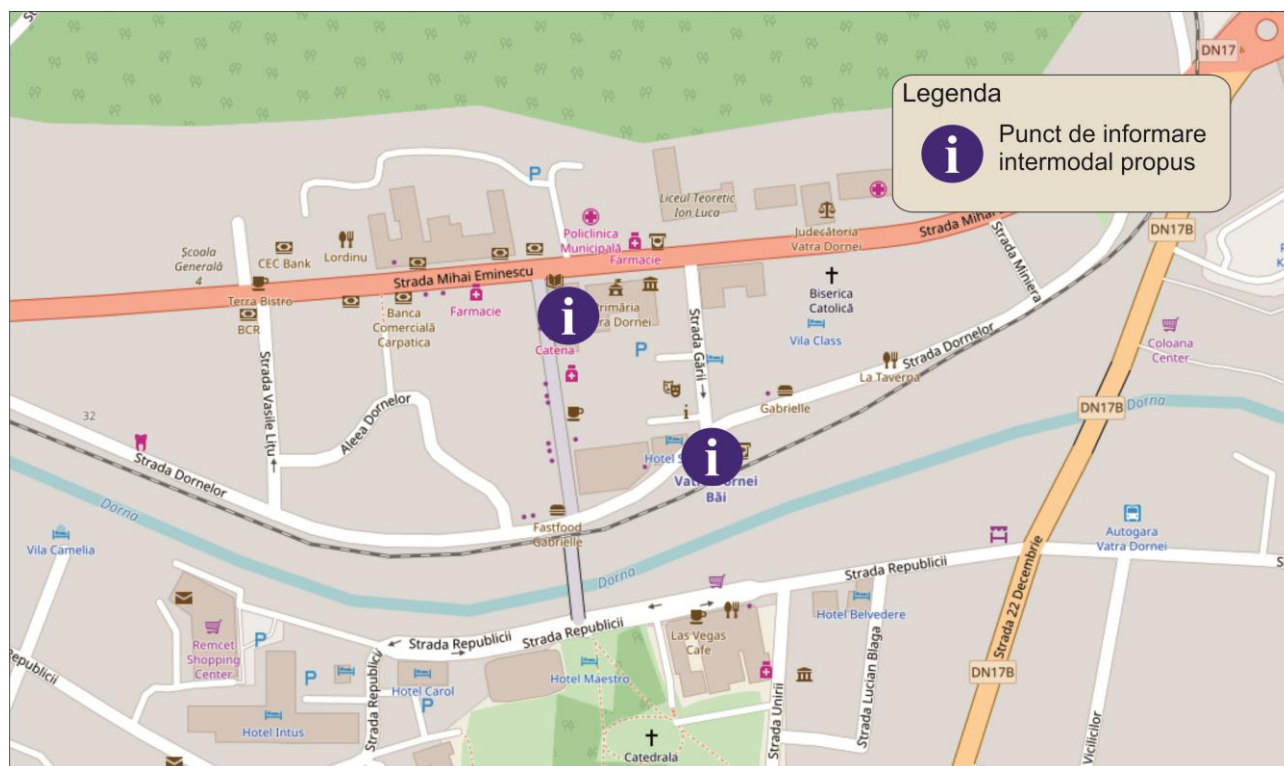 DN17
Legenda
Punct de informare
intermodal propus
P
Liceul Teoretic
Ion Luca
Policlinica
Municipală
Farmacie
Judecătoria
Vatra Dornei
Strada Mihai
DN17B
Școala
Generală
4
CEC Bank
Lordinu
Strada Mihai Eminescu
Strada Miniera
Terra Bistro
BCR
Banca
Comercială
Carpatica
Farmacie
Catena
P
Strada Gării
Biserica
Catolică
Vila Class
Strada Dornelor
La Taverna
Gabrielle
Coloana
Center
DN17B
Dorna
Strada Vasile Lițu
Aleea Dornelor
32
Strada Dornelor
Dorna
Hotel
Băi
Fastfood
Gabrielle
Vila Camelia
Dorna
Autogara
Vatra Dornei
Strada Republicii
Strada 22 Decembrie
DN17B
Hotel Belvedere
Strada Lucian Blaga
Las Vegas
Cafe
Strada Unirii
Strada Republicii
Strada Republicii
Remcet
Shopping
Center
P
P
P
Hotel Carol
Hotel Maestro
Strada Republicii
Hotel Intus
Republicii
Catedrala
Vicilicilor